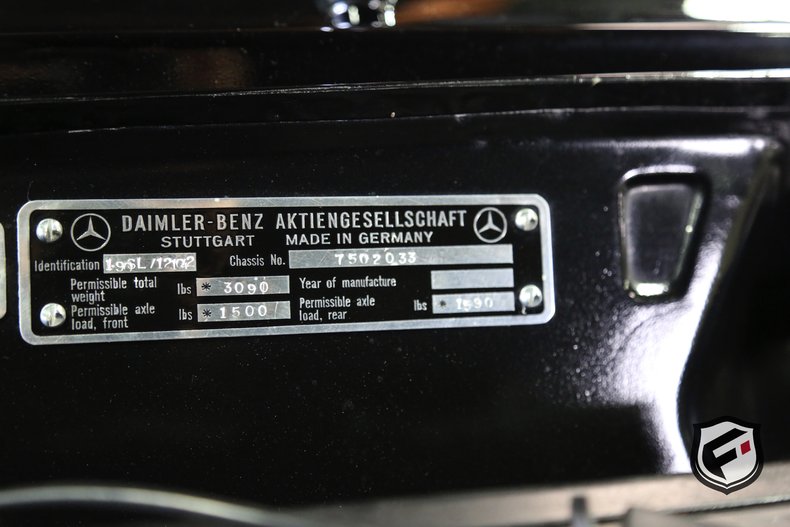 DAIMLER-BENZ AKTIENGESELLSCHAFT
STUTTGART MADE IN GERMANY
Identification 19SL/1202 Chassis No. 7502033
Permissible total weight lbs * 3090 Year of manufacture
Permissible axle load, front lbs * 1500 Permissible axle load, rear lbs * 1590